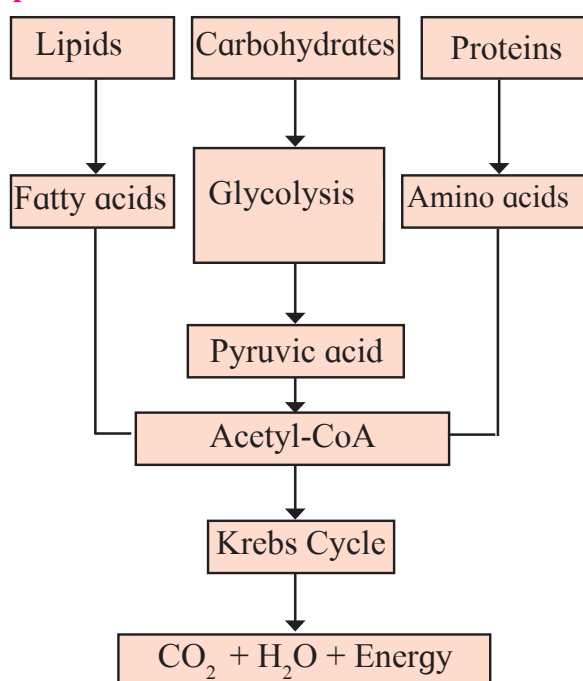 Lipids
Carbohydrates
Proteins
Fatty acids
Glycolysis
Amino acids
Pyruvic acid
Acetyl-CoA
Krebs Cycle
CO₂ + H₂O + Energy